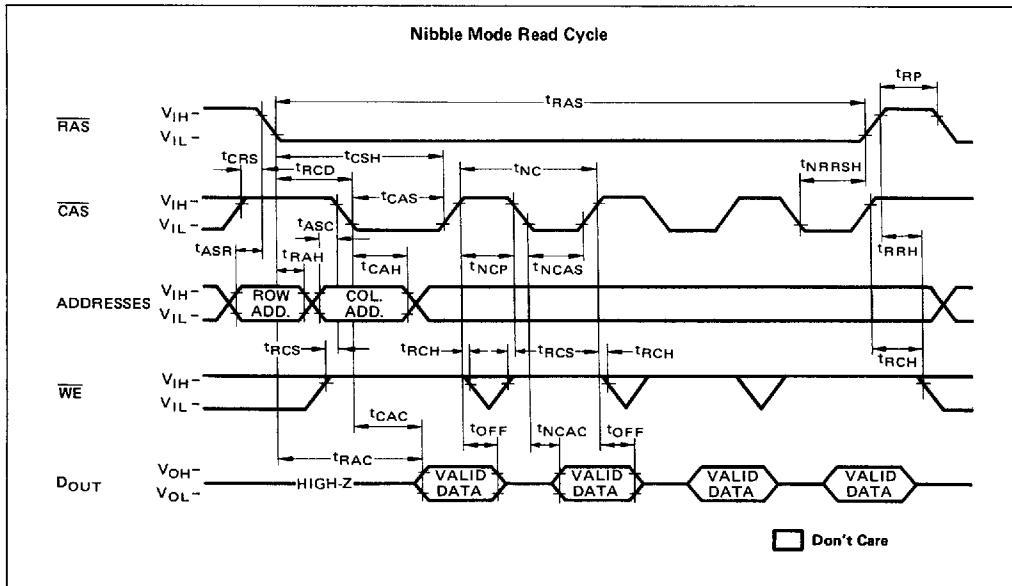 Nibble Mode Read Cycle
tRP
tRAS
RAS
VIH
VIL
tCRS
tRCD
tCSH
tNC
tNRRSH
CAS
VIH
VIL
tCAS
tASC
tASR
tRAH
tCAH
tNCP
tNCAS
tRRH
ADDRESSES
VIH
VIL
ROW
ADD.
COL.
ADD.
tRCS
tRCH
tRCS
tRCH
tRCH
WE
VIH
VIL
tCAC
tOFF
tNCAC
tOFF
tRAC
DOUT
VOH
VOL
HIGH-Z
VALID
DATA
VALID
DATA
VALID
DATA
VALID
DATA
Don't Care